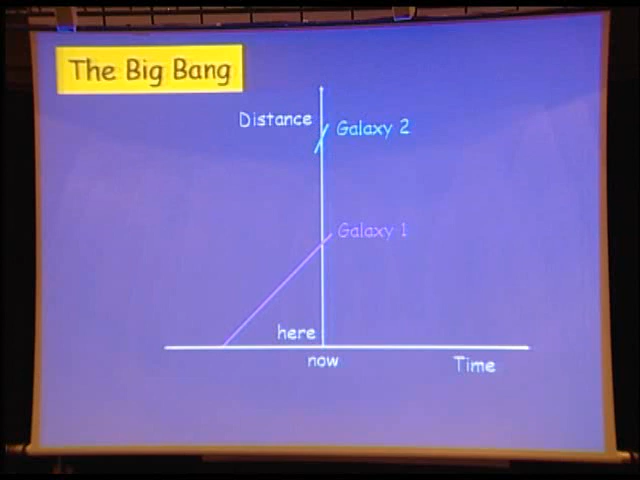 The Big Bang
Distance
Galaxy 2
Galaxy 1
here
now
Time